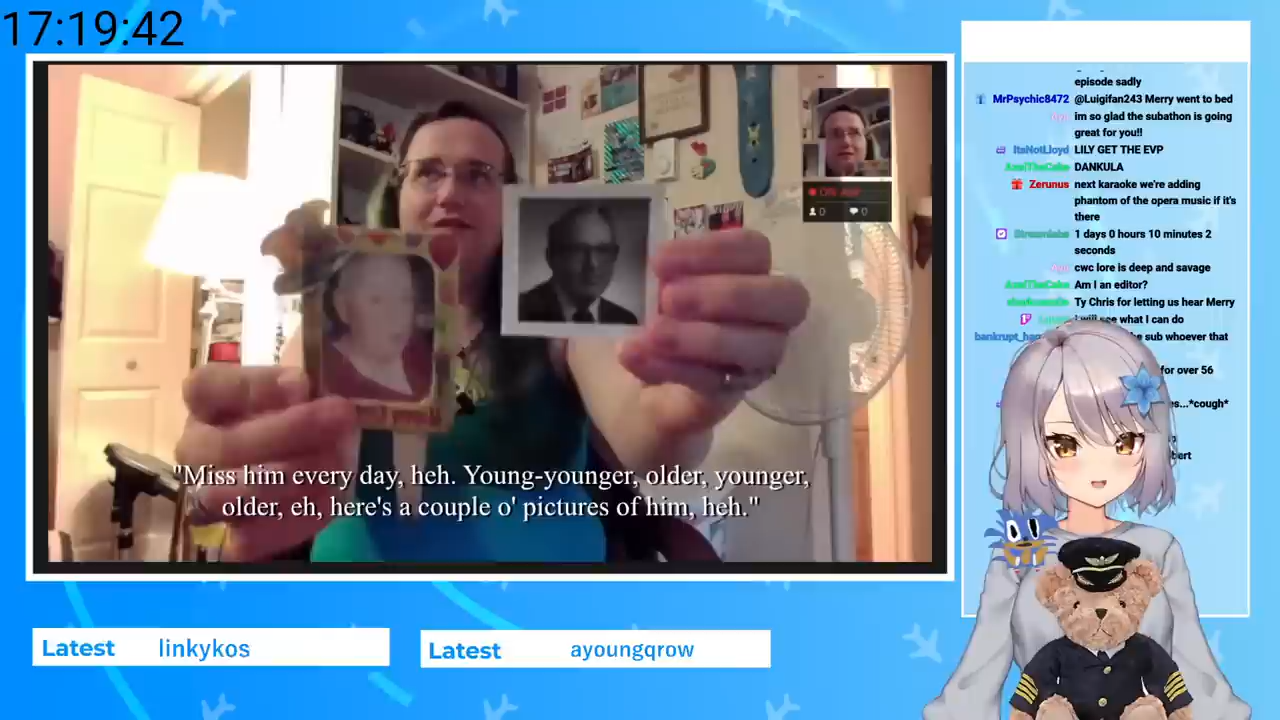 17:19:42
ON AIR
0
0
"Miss him every day, heh. Young-younger, older, younger,
older, eh, here's a couple o' pictures of him, heh."
Latest linkykos
Latest ayoungqrow
episode sadly
MrPsychic8472 @Luigifan243 Merry went to bed
im so glad the subathon is going
great for you!!
ItsNotLloyd LILY GET THE EVP
DANKULA
Zerunus next karaoke we're adding
phantom of the opera music if it's
there
Streamlabs 1 days 0 hours 10 minutes 2
seconds
cwc lore is deep and savage
Am I an editor?
Ty Chris for letting us hear Merry
i will see what I can do
sub whoever that
for over 56
*cough*